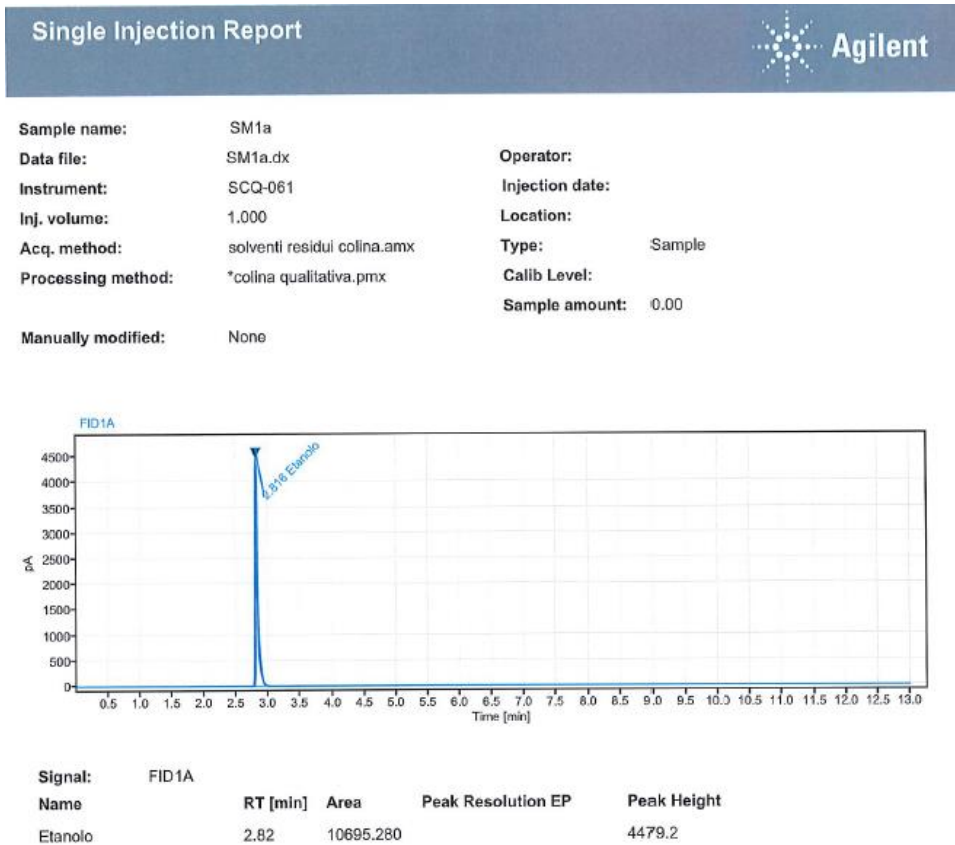 Single Injection Report
Agilent
Sample name: SM1a
Data file: SM1a.dx Operator:
Instrument: SCQ-061 Injection date:
Inj. volume: 1.000 Location:
Acq. method: solventi residui colina.amx Type: Sample
Processing method: *colina qualitativa.pmx Calib Level:
Sample amount: 0.00
Manually modified: None
FID1A
2.816 Etanolo
4500
4000
3500
3000
2500
2000
1500
1000
500
0
pA
0.5 1.0 1.5 2.0 2.5 3.0 3.5 4.0 4.5 5.0 5.5 6.0 6.5 7.0 7.5 8.0 8.5 9.0 9.5 10.0 10.5 11.0 11.5 12.0 12.5 13.0
Time [min]
Signal: FID1A
Name RT [min] Area Peak Resolution EP Peak Height
Etanolo 2.82 10695.280 4479.2